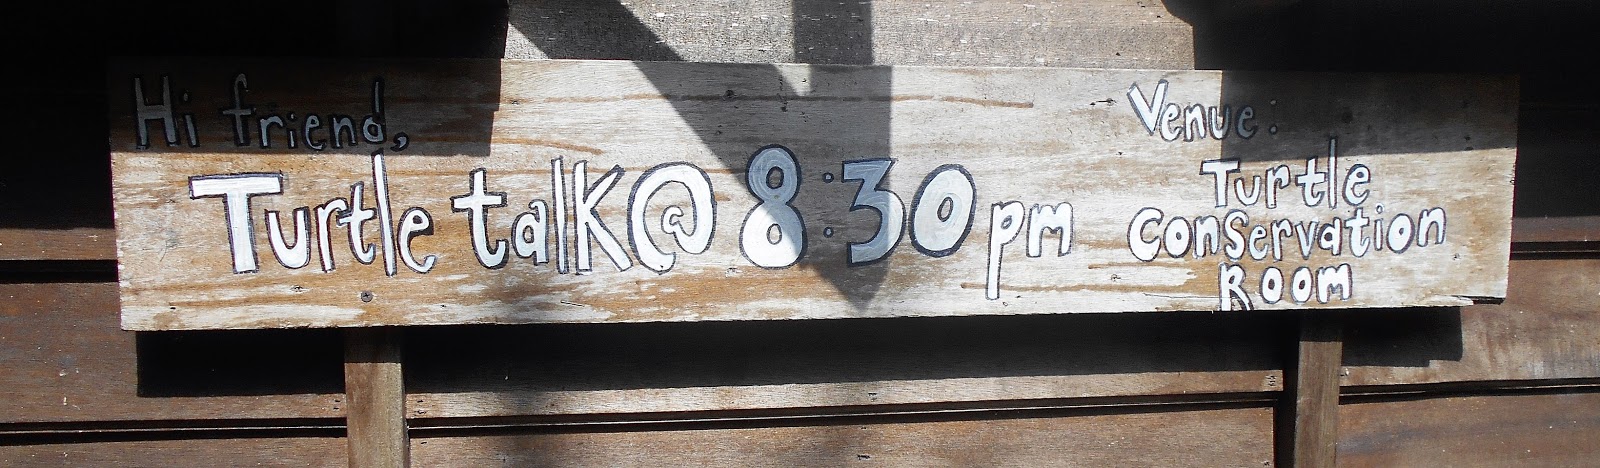 Hi friend,
Turtle talk@ 8:30pm
Venue:
Turtle
Conservation
Room